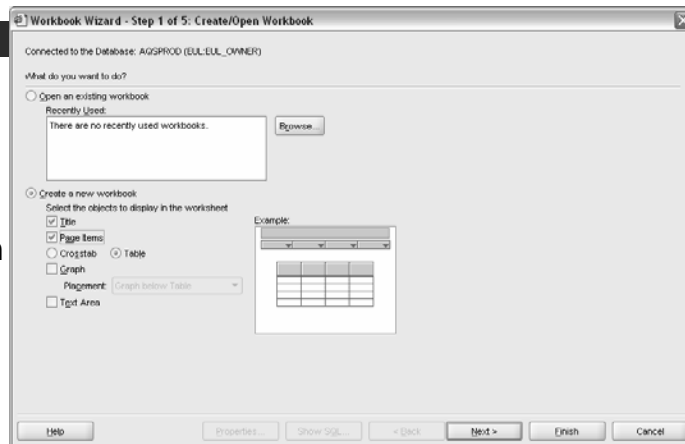 Workbook Wizard - Step 1 of 5: Create/Open Workbook
Connected to the Database: AQSPROD (EUL:EUL_OWNER)
What do you want to do?
Open an existing workbook
Recently Used:
There are no recently used workbooks.
Browse...
Create a new workbook
Select the objects to display in the worksheet
Title
Page Items
Crosstab Table
Graph
Placement: Graph below Table
Text Area
Example:
Help Properties... Show SQL... < Back Next > Finish Cancel